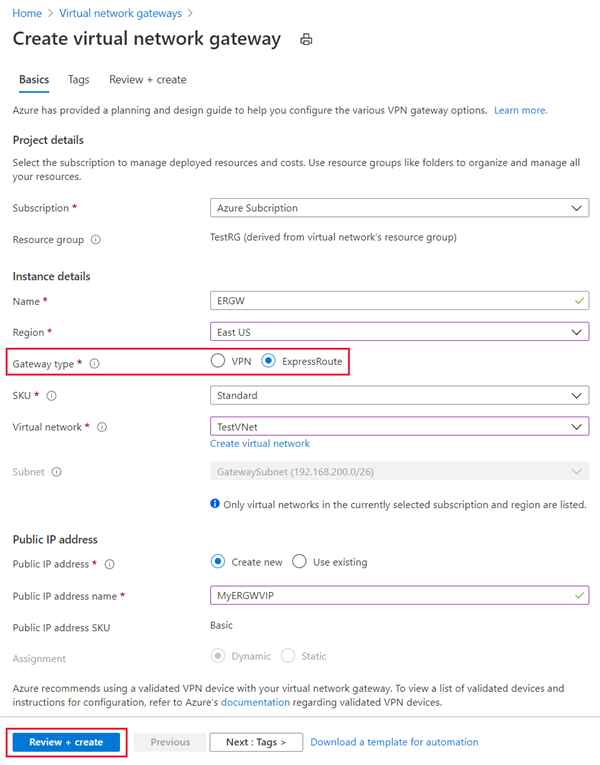 Home > Virtual network gateways >
Create virtual network gateway
Basics Tags Review + create
Azure has provided a planning and design guide to help you configure the various VPN gateway options. Learn more.
Project details
Select the subscription to manage deployed resources and costs. Use resource groups like folders to organize and manage all
your resources.
Subscription * Azure Subcription
Resource group TestRG (derived from virtual network's resource group)
Instance details
Name * ERGW
Region * East US
Gateway type * VPN ExpressRoute
SKU * Standard
Virtual network * TestVNet
Create virtual network
Subnet GatewaySubnet (192.168.200.0/26)
Only virtual networks in the currently selected subscription and region are listed.
Public IP address
Public IP address * Create new Use existing
Public IP address name * MyERGWVIP
Public IP address SKU Basic
Assignment Dynamic Static
Azure recommends using a validated VPN device with your virtual network gateway. To view a list of validated devices and
instructions for configuration, refer to Azure's documentation regarding validated VPN devices.
Review + create Previous Next : Tags > Download a template for automation